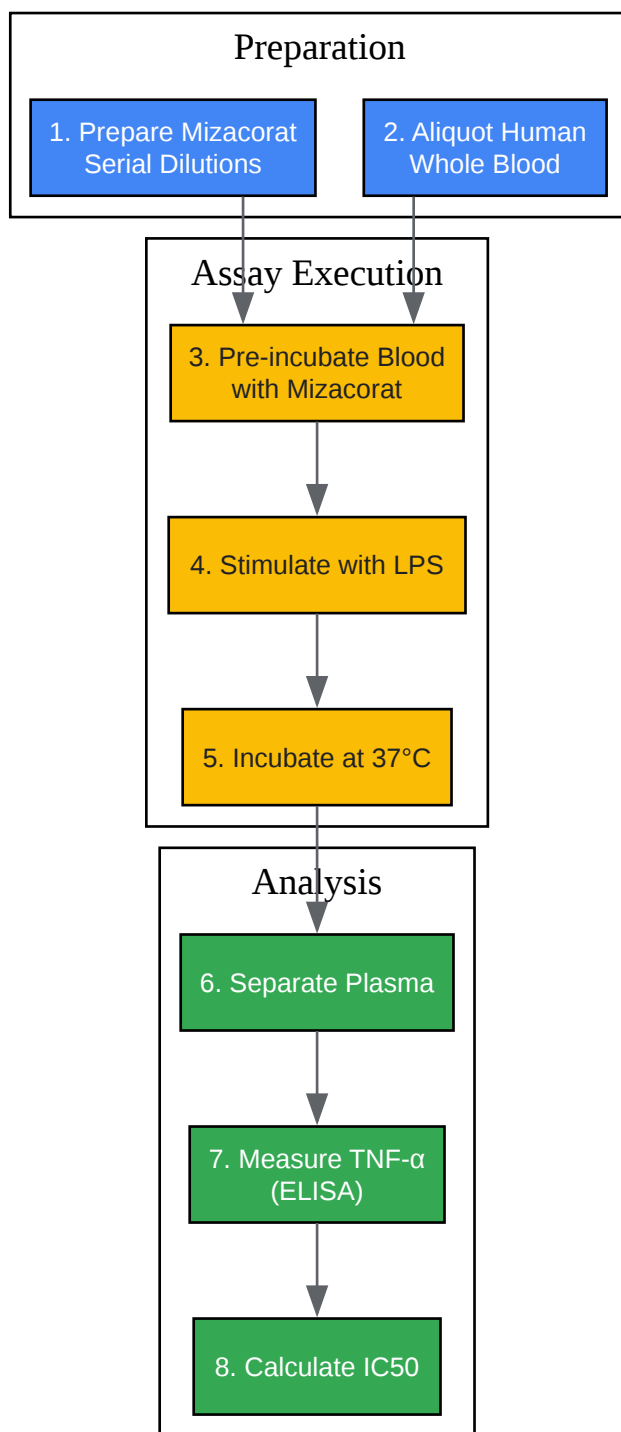 Preparation
1. Prepare Mizacorat
Serial Dilutions
2. Aliquot Human
Whole Blood
Assay Execution
3. Pre-incubate Blood
with Mizacorat
4. Stimulate with LPS
5. Incubate at 37°C
Analysis
6. Separate Plasma
7. Measure TNF-α
(ELISA)
8. Calculate IC50